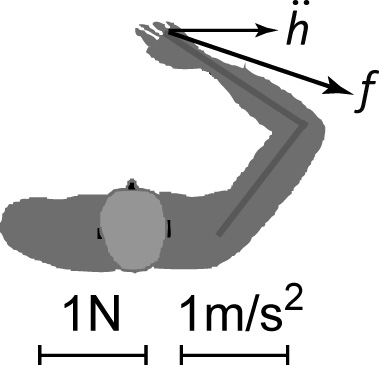 ḧ
f
1N 1m/s²